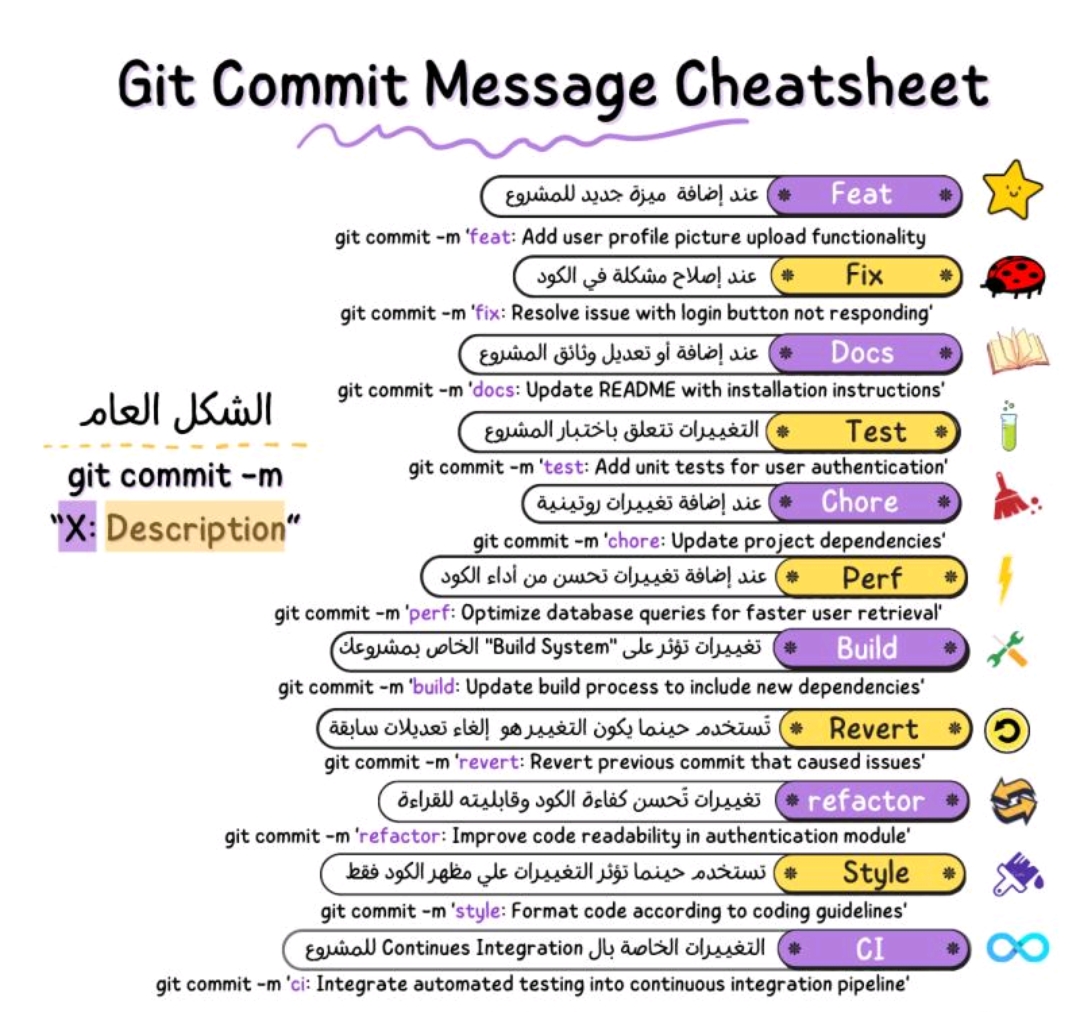 Git Commit Message Cheatsheet
Feat عند إضافة ميزة جديد للمشروع
git commit -m 'feat: Add user profile picture upload functionality
Fix عند إصلاح مشكلة في الكود
git commit -m 'fix: Resolve issue with login button not responding'
Docs عند إضافة أو تعديل وثائق المشروع
git commit -m 'docs: Update README with installation instructions'
Test التغييرات تتعلق باختبار المشروع
git commit -m 'test: Add unit tests for user authentication'
Chore عند إضافة تغييرات روتينية
git commit -m 'chore: Update project dependencies'
Perf عند إضافة تغييرات تحسن من أداء الكود
git commit -m 'perf: Optimize database queries for faster user retrieval'
Build تغييرات تؤثر على "Build System" الخاص بمشروعك
git commit -m 'build: Update build process to include new dependencies'
Revert تُستخدم حينما يكون التغيير هو إلغاء تعديلات سابقة
git commit -m 'revert: Revert previous commit that caused issues'
refactor تغييرات تُحسن كفاءة الكود وقابليته للقراءة
git commit -m 'refactor: Improve code readability in authentication module'
Style تستخدم حينما تؤثر التغييرات علي مظهر الكود فقط
git commit -m 'style: Format code according to coding guidelines'
CI التغييرات الخاصة بال Continues Integration للمشروع
git commit -m 'ci: Integrate automated testing into continuous integration pipeline'
الشكل العام
git commit -m
"X: Description"